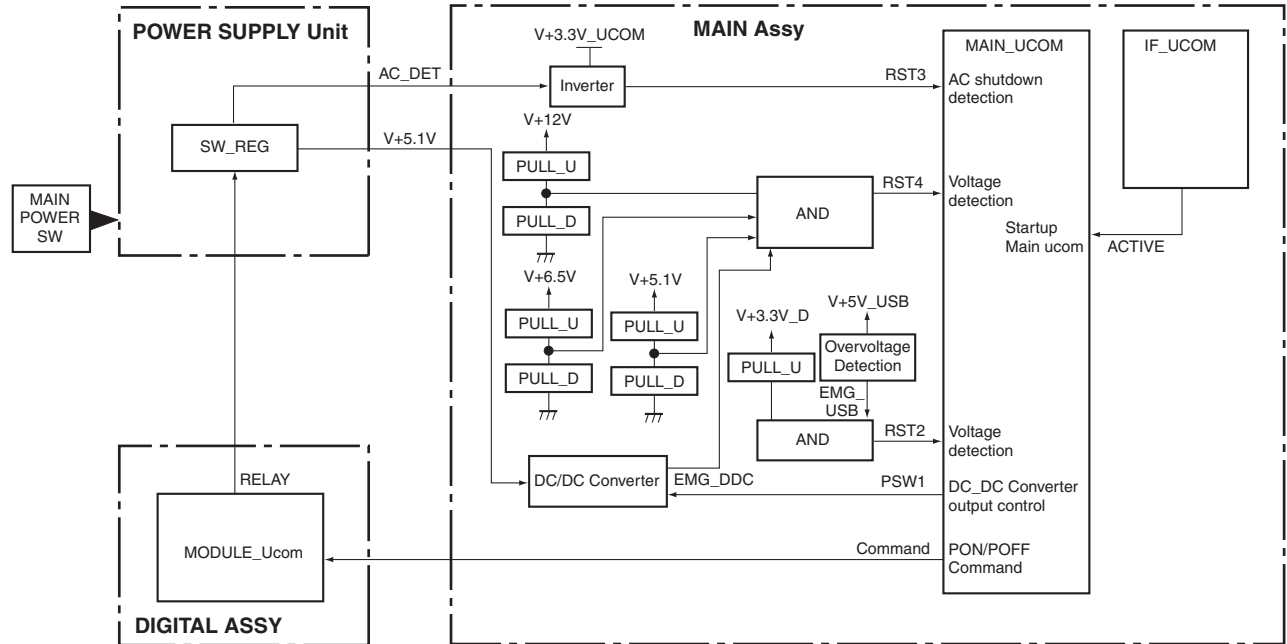 POWER SUPPLY Unit
MAIN Assy
V+3.3V_UCOM
MAIN_UCOM
IF_UCOM
AC_DET
Inverter
RST3
AC shutdown
detection
V+12V
SW_REG
V+5.1V
PULL_U
PULL_D
AND
RST4
Voltage
detection
MAIN
POWER
SW
Startup
Main ucom
ACTIVE
V+6.5V
PULL_U
PULL_D
V+5.1V
PULL_U
PULL_D
V+3.3V_D
PULL_U
V+5V_USB
Overvoltage
Detection
EMG_
USB
AND
RST2
Voltage
detection
RELAY
DC/DC Converter
EMG_DDC
PSW1
DC_DC Converter
output control
MODULE_Ucom
Command
PON/POFF
Command
DIGITAL ASSY